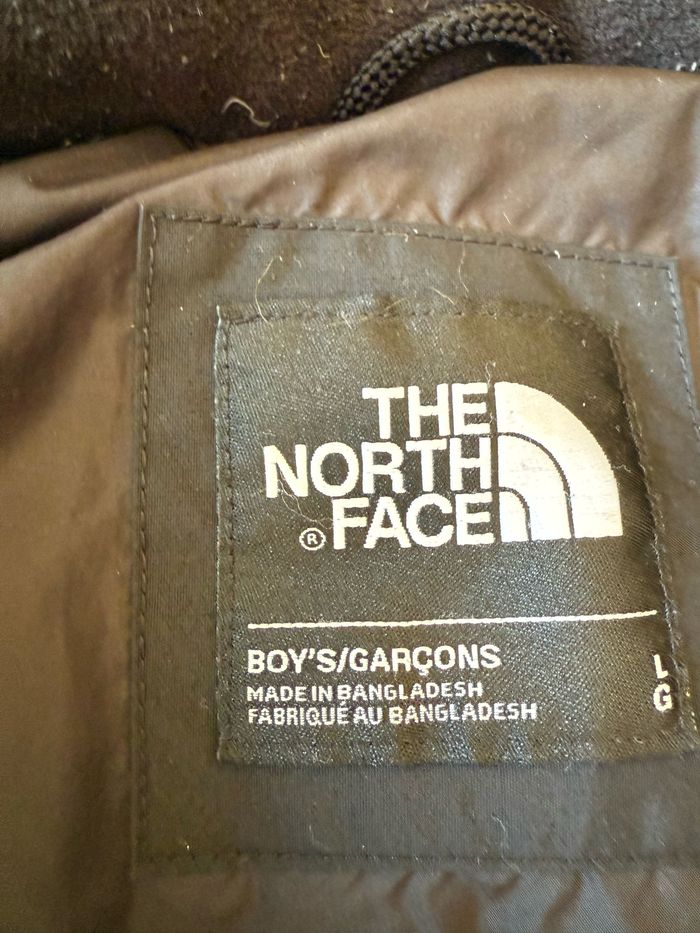 THE
NORTH
® FACE
BOY'S/GARÇONS
MADE IN BANGLADESH
FABRIQUÉ AU BANGLADESH
L
G